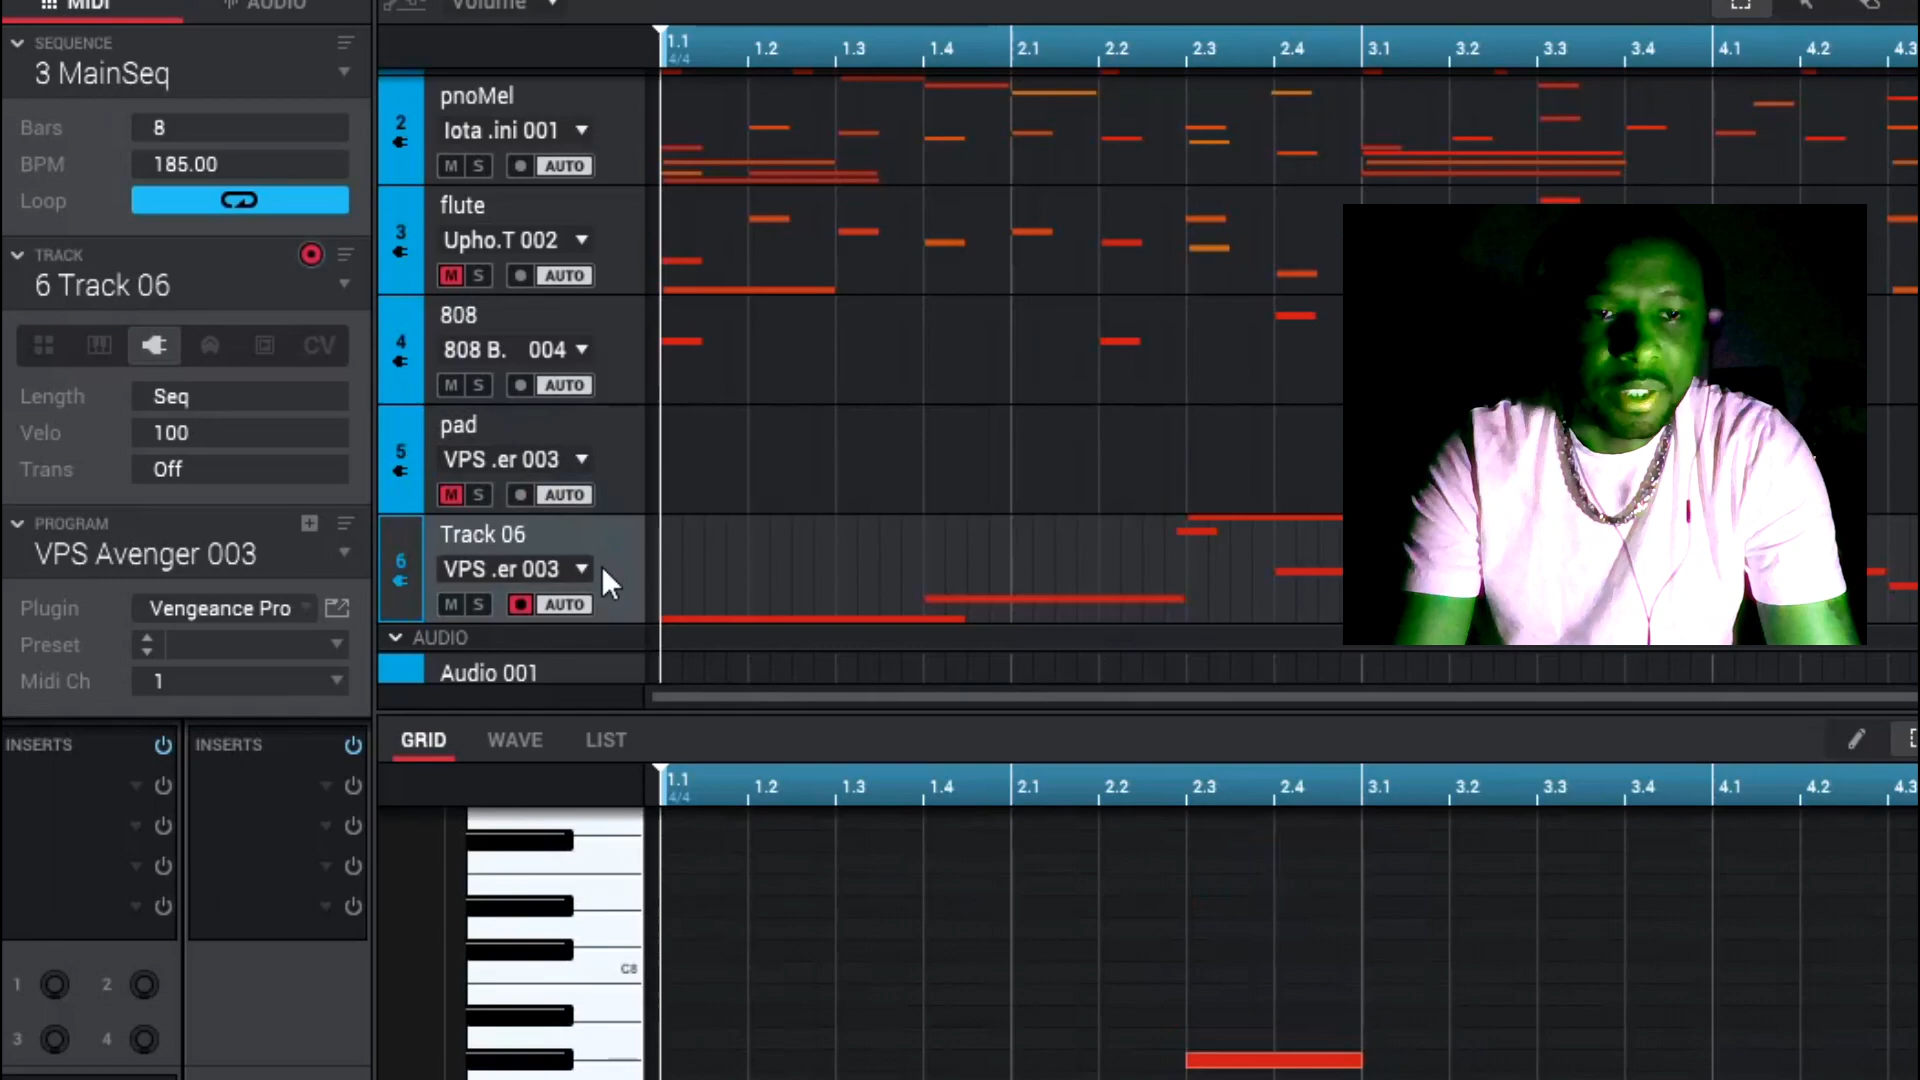 MIDI
AUDIO
Volume
SEQUENCE
3 MainSeq
Bars 8
BPM 185.00
Loop
TRACK
6 Track 06
CV
Length Seq
Velo 100
Trans Off
PROGRAM
VPS Avenger 003
Plugin Vengeance Pro
Preset
Midi Ch 1
INSERTS
INSERTS
1 2
3 4
1.1 1.2 1.3 1.4 2.1 2.2 2.3 2.4 3.1 3.2 3.3 3.4 4.1 4.2 4.3
4/4
2
pnoMel
Iota .ini 001
M S AUTO
3
flute
Upho.T 002
M S AUTO
4
808
808 B. 004
M S AUTO
5
pad
VPS .er 003
M S AUTO
6
Track 06
VPS .er 003
M S AUTO
AUDIO
Audio 001
GRID WAVE LIST
1.1 1.2 1.3 1.4 2.1 2.2 2.3 2.4 3.1 3.2 3.3 3.4 4.1 4.2 4.3
4/4
C8